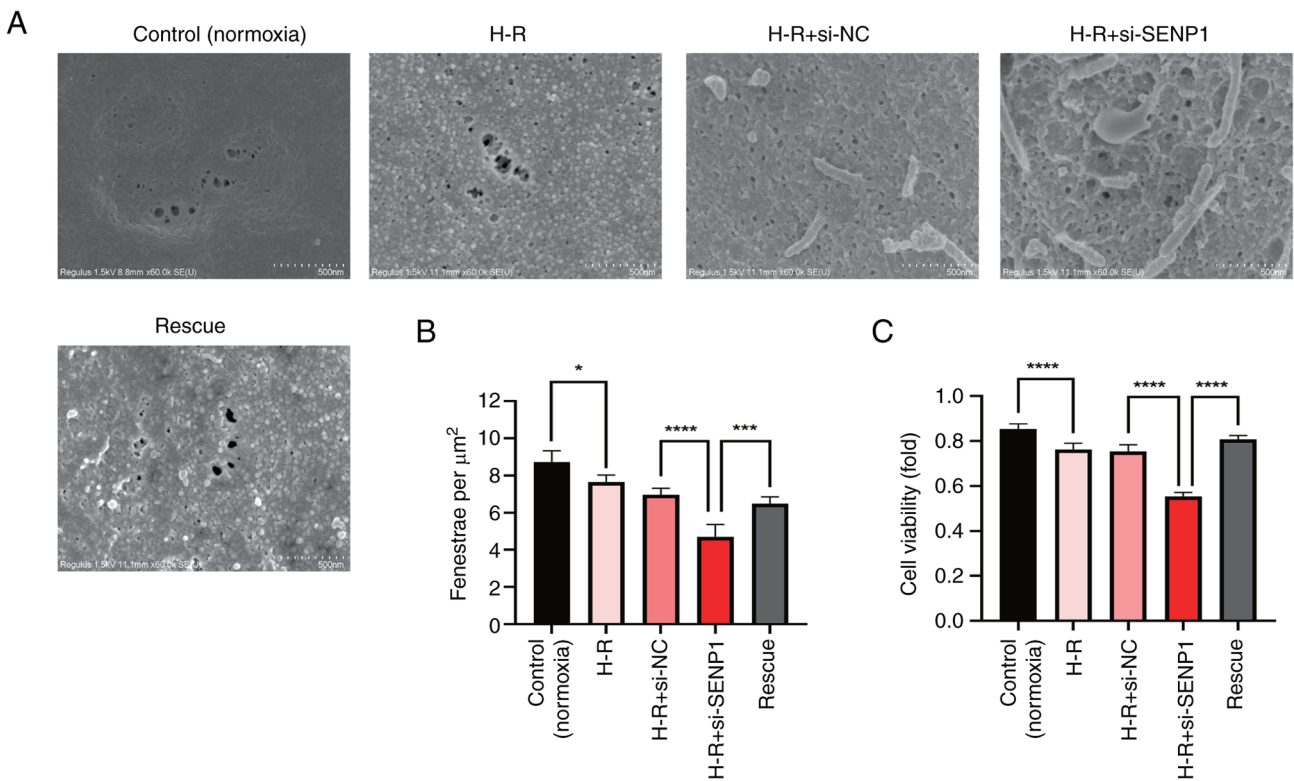 A
Control (normoxia)
H-R
H-R+si-NC
H-R+si-SENP1
Regulus 1.5kV 8.8mm x60.0k SE(U)
500nm
Regulus 1.5kV 11.1mm x60.0k SE(U)
500nm
Regulus 1.5kV 11.1mm x60.0k SE(U)
500nm
Regulus 1.5kV 11.1mm x60.0k SE(U)
500nm
Rescue
Regulus 1.5kV 11.1mm x60.0k SE(U)
500nm
B
Fenestrae per μm²
12
10
8
6
4
2
0
*
****
***
Control
(normoxia)
H-R
H-R+si-NC
H-R+si-SENP1
Rescue
C
Cell viability (fold)
1.0
0.8
0.6
0.4
0.2
0.0
****
****
****
Control
(normoxia)
H-R
H-R+si-NC
H-R+si-SENP1
Rescue